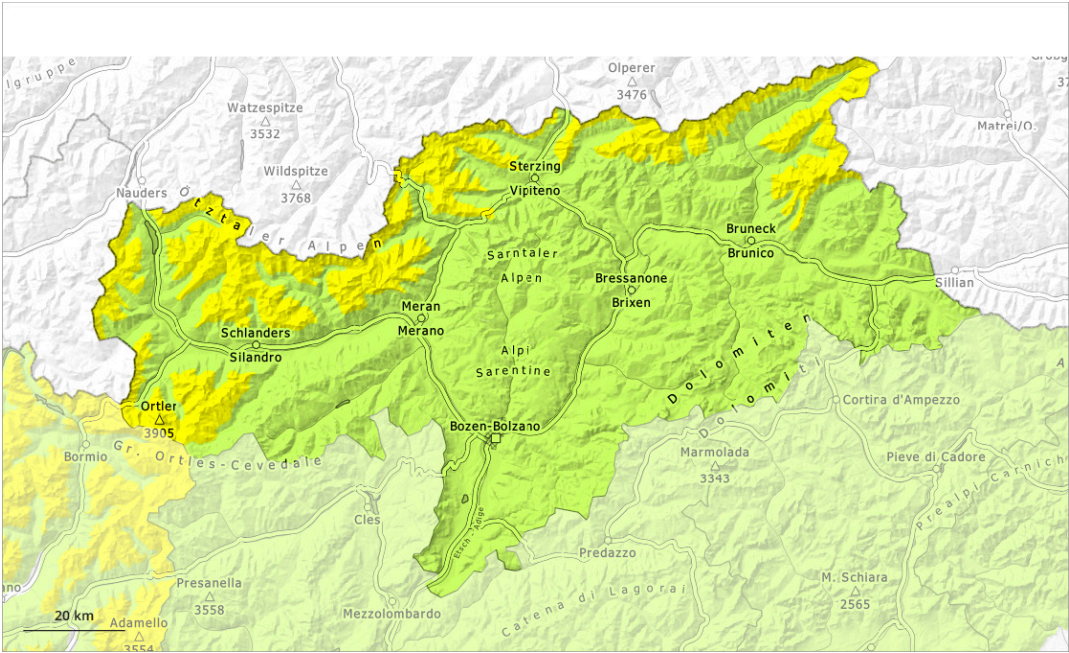 lgruppe
Olperer
3476
Watzespitze
3532
Matrei/O.
Wildspitze
3768
Nauders
Sterzing
Vipiteno
Ötztaler Alpen
Bruneck
Brunico
Sarntaler
Alpen
Bressanone
Brixen
Sillian
Meran
Merano
Schlanders
Silandro
Dolomiten
Dolomiti
Alpi
Sarentine
Ortler
3905
Cortina d'Ampezzo
Bozen-Bolzano
Bormio
Gr. Ortles-Cevedale
Marmolada
3343
Pieve di Cadore
Prealpi Carnich
Cles
Etsch - Adige
Predazzo
Presanella
3558
M. Schiara
2565
Catena di Lagorai
Mezzolombardo
20 km
Adamello
3554